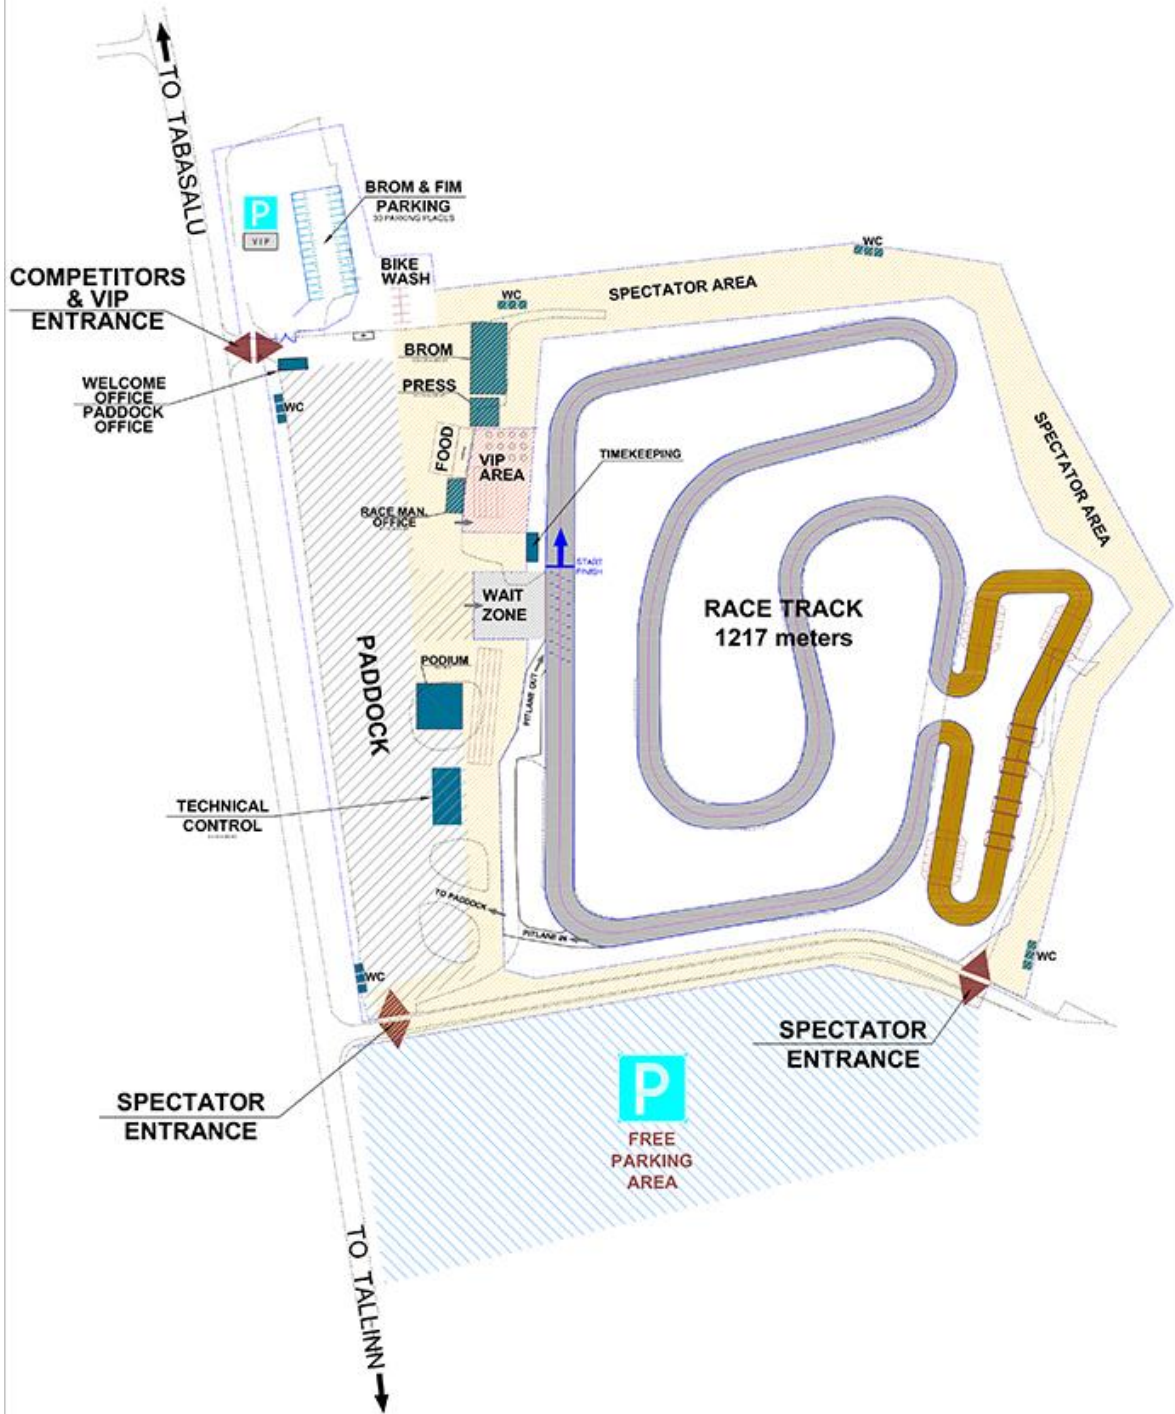 TO TABASALU
BROM & FIM
PARKING
30 PARKING PLACES
P
VIP
BIKE
WASH
WC
SPECTATOR AREA
WC
COMPETITORS
& VIP
ENTRANCE
BROM
PRESS
WELCOME
OFFICE
PADDOCK
OFFICE
WC
FOOD
VIP
AREA
TIMEKEEPING
SPECTATOR AREA
RACE MAN.
OFFICE
START
FINISH
WAIT
ZONE
RACE TRACK
1217 meters
PADDOCK
PODIUM
PITLANE OUT
TECHNICAL
CONTROL
TO PADDOCK
PITLANE IN
WC
WC
SPECTATOR
ENTRANCE
SPECTATOR
ENTRANCE
P
FREE
PARKING
AREA
TO TALLINN